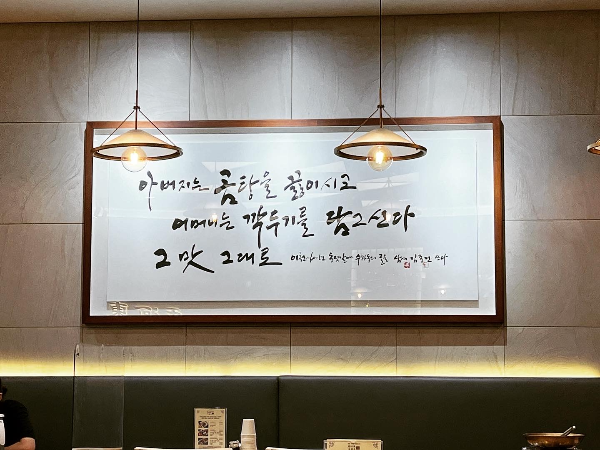 아버지는 곰탕을 끓이시고
어머니는 깍두기를 담그신다
그 맛 그대로